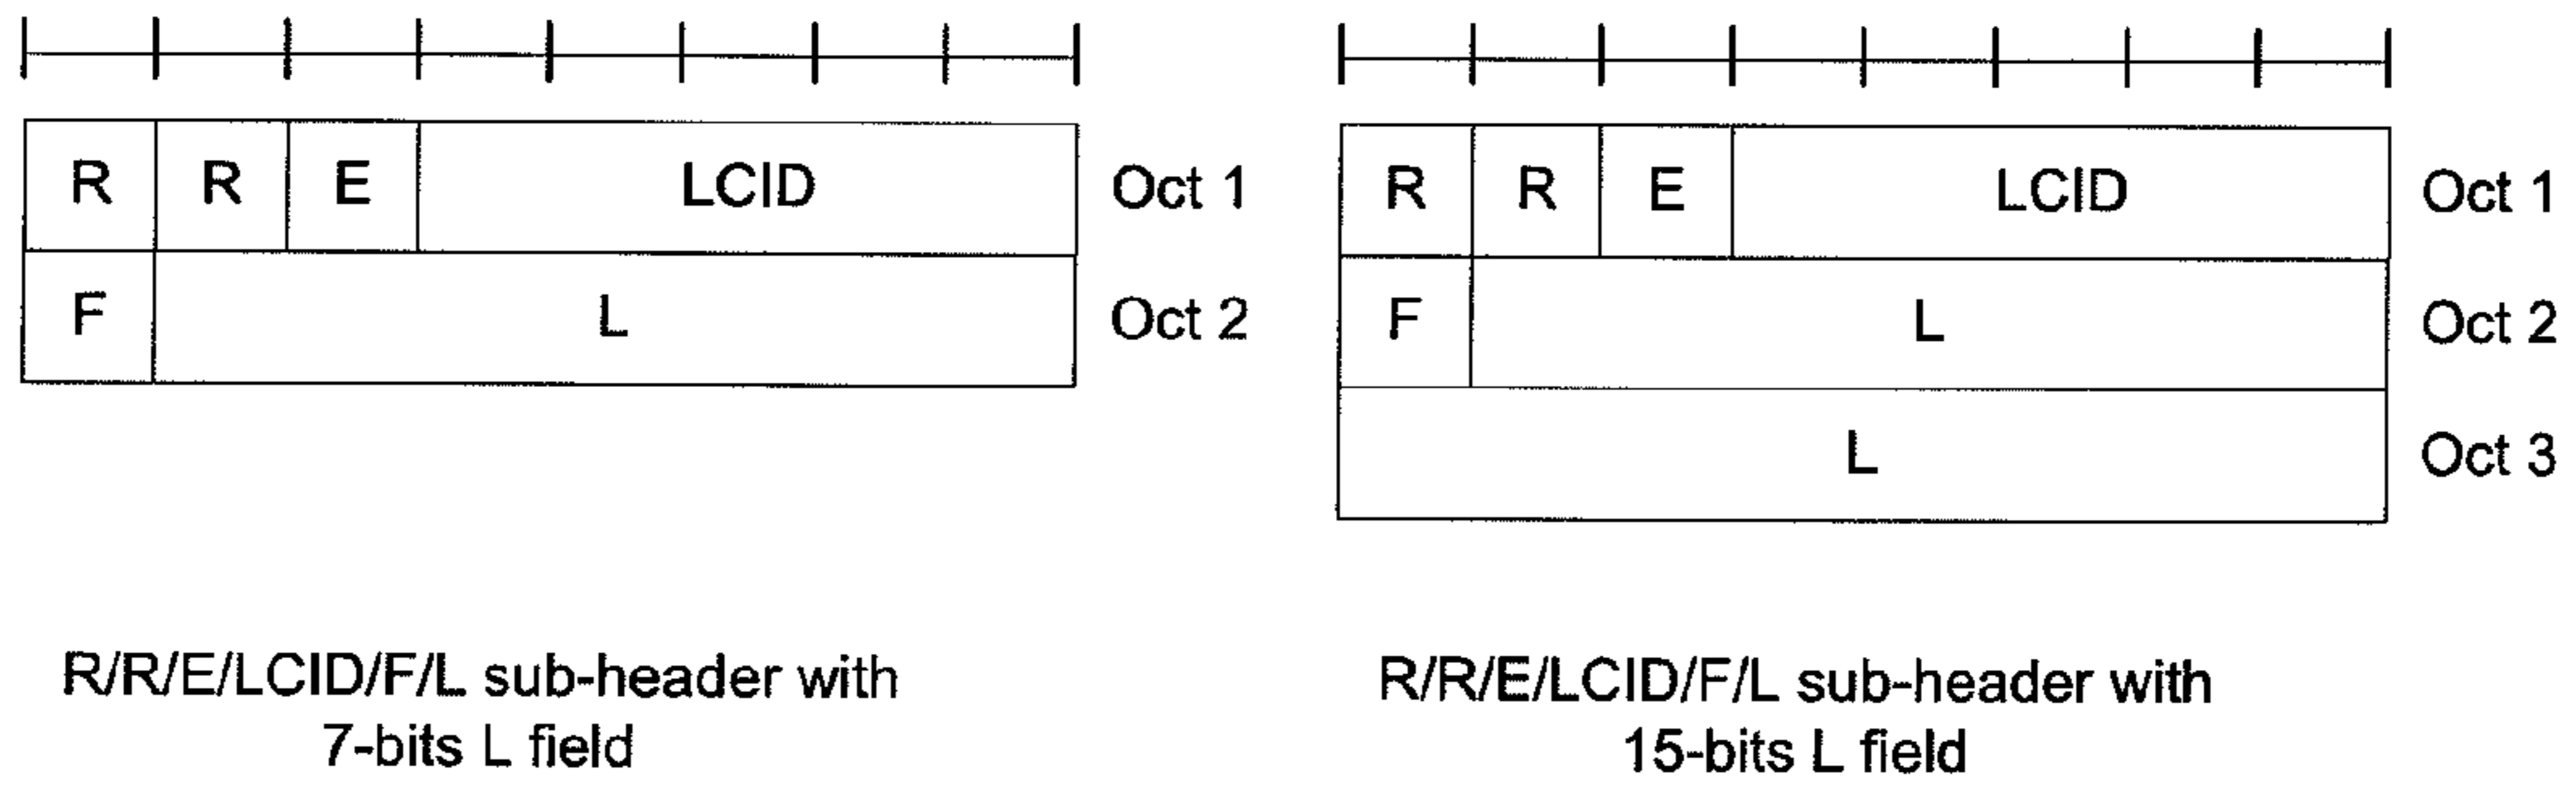 R R E LCID Oct 1
F L Oct 2
R/R/E/LCID/F/L sub-header with
7-bits L field
R R E LCID Oct 1
F L Oct 2
L Oct 3
R/R/E/LCID/F/L sub-header with
15-bits L field